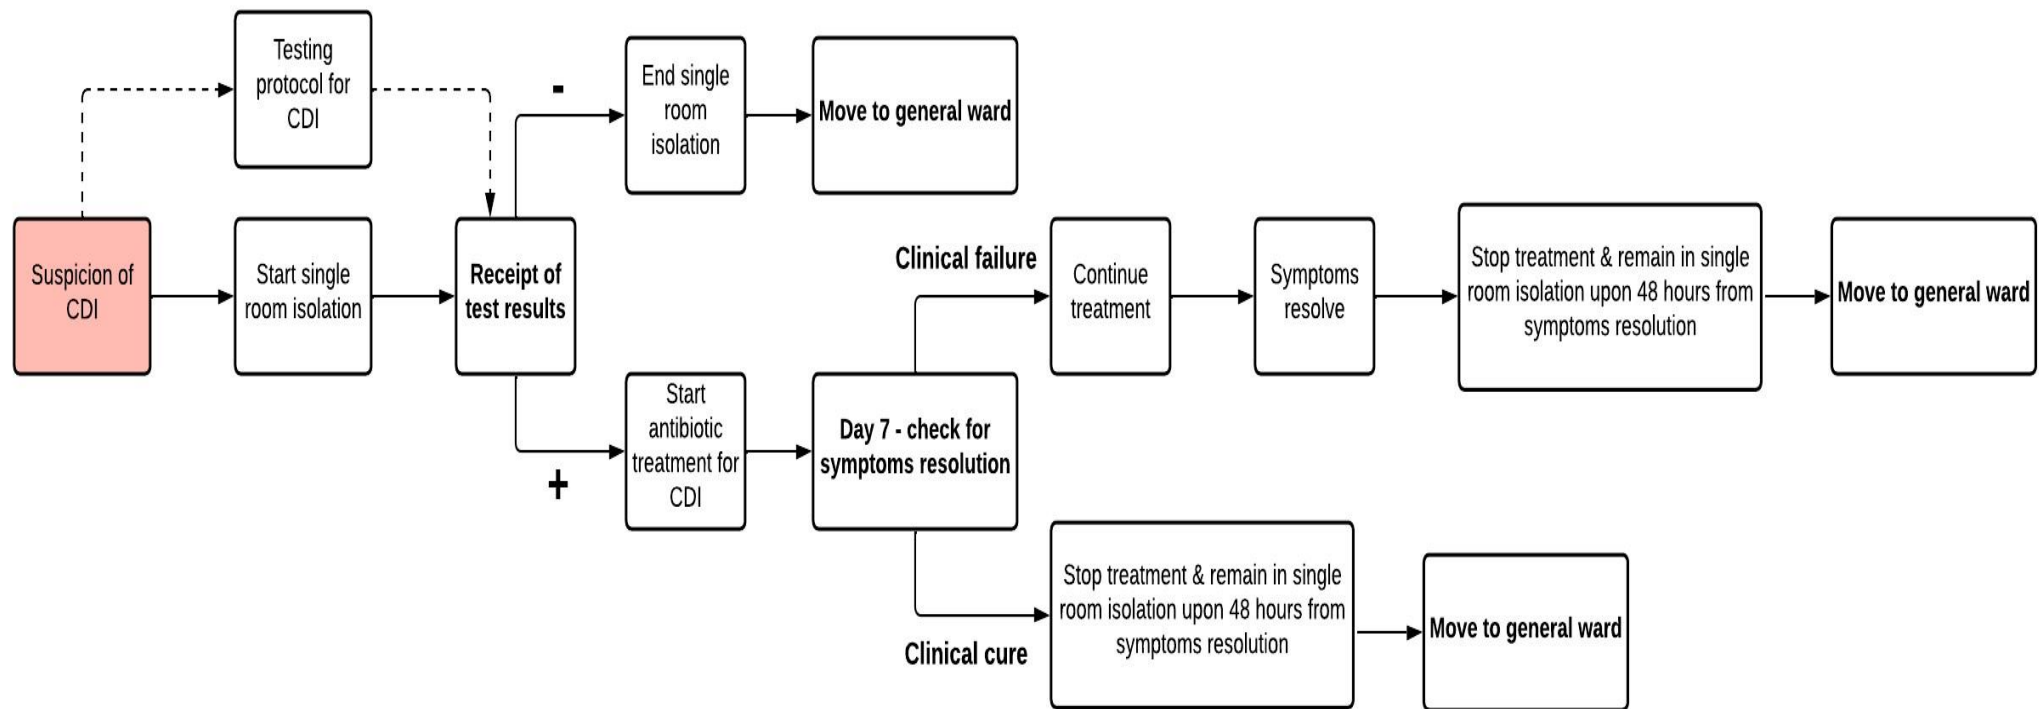 Testing
protocol for
CDI
-
End single
room
isolation
Move to general ward
Suspicion of
CDI
Start single
room isolation
Receipt of
test results
Clinical failure
Continue
treatment
Symptoms
resolve
Stop treatment & remain in single
room isolation upon 48 hours from
symptoms resolution
Move to general ward
+
Start
antibiotic
treatment for
CDI
Day 7 - check for
symptoms resolution
Clinical cure
Stop treatment & remain in single
room isolation upon 48 hours from
symptoms resolution
Move to general ward